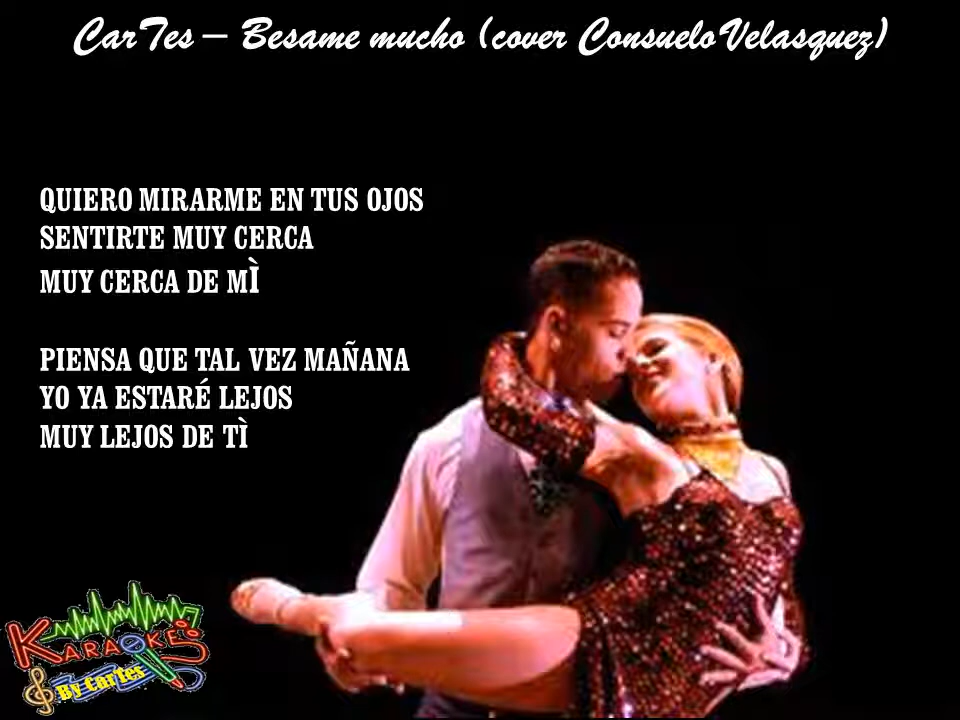 CarTes – Besame mucho (cover Consuelo Velasquez)
QUIERO MIRARME EN TUS OJOS
SENTIRTE MUY CERCA
MUY CERCA DE MÌ
PIENSA QUE TAL VEZ MAÑANA
YO YA ESTARÉ LEJOS
MUY LEJOS DE TÌ
KARAOKE
By CarTes